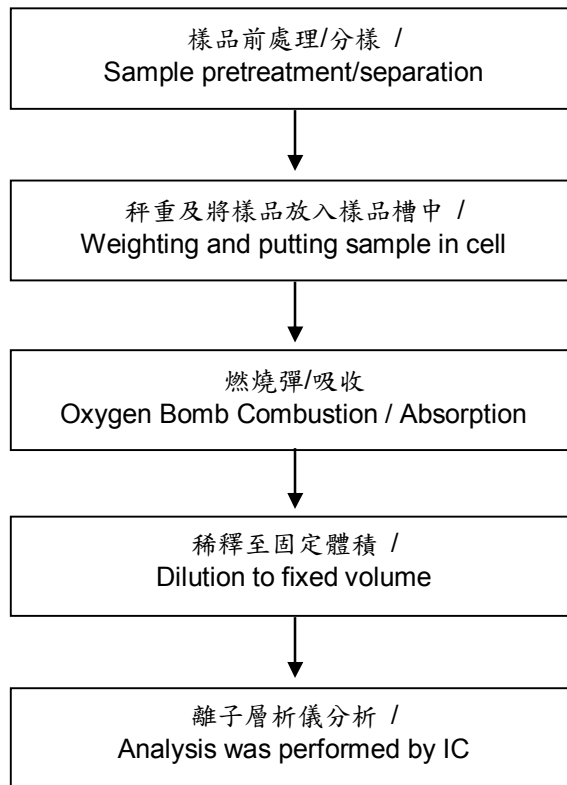 樣品前處理/分樣 /
Sample pretreatment/separation
秤重及將樣品放入樣品槽中 /
Weighting and putting sample in cell
燃燒彈/吸收
Oxygen Bomb Combustion / Absorption
稀釋至固定體積 /
Dilution to fixed volume
離子層析儀分析 /
Analysis was performed by IC